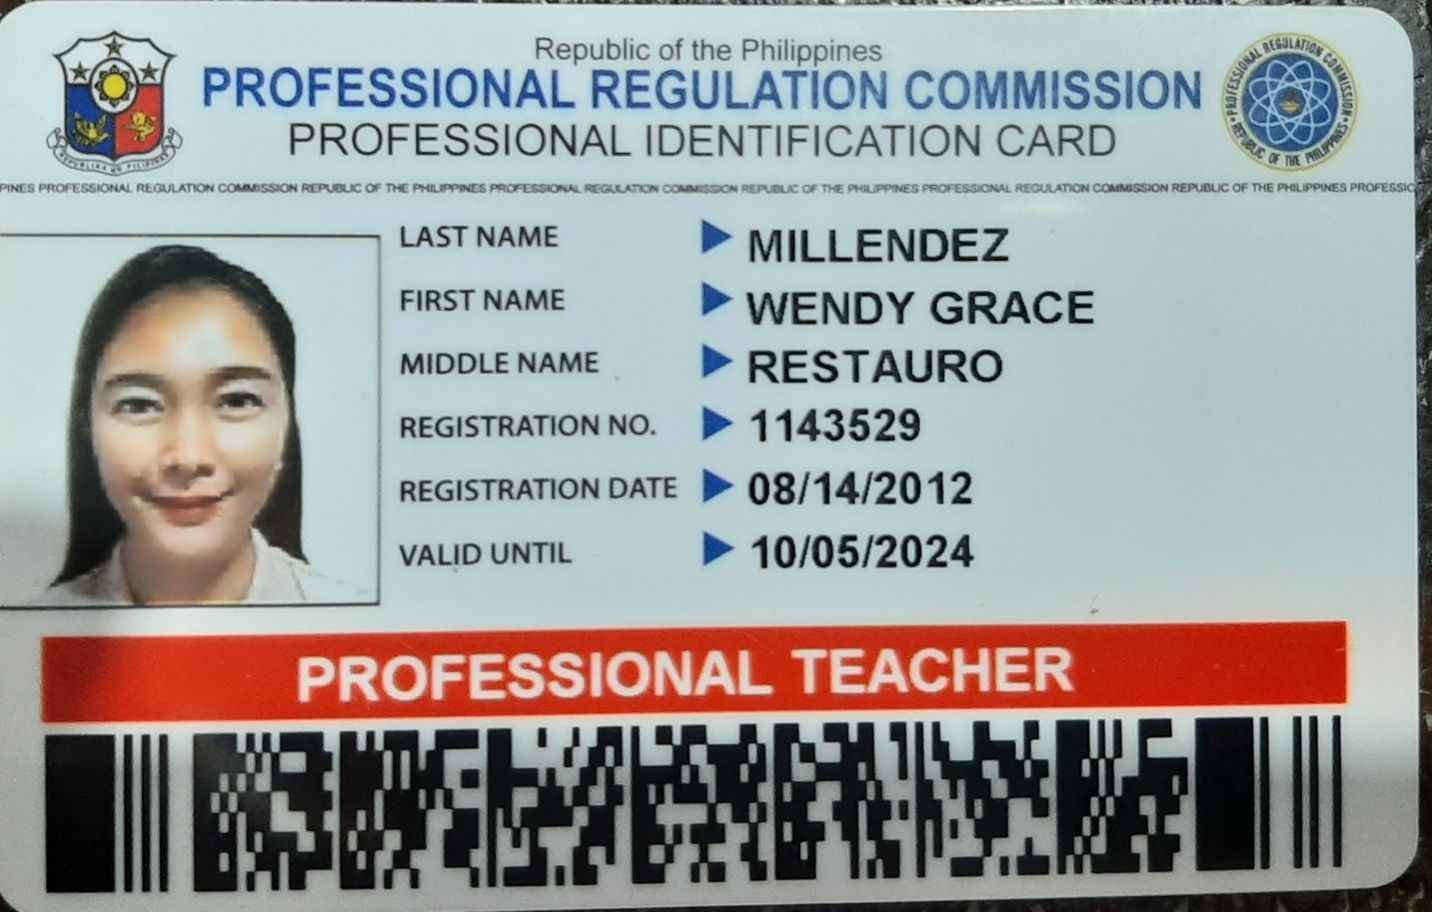 Republic of the Philippines
PROFESSIONAL REGULATION COMMISSION
PROFESSIONAL IDENTIFICATION CARD
PROFESSIONAL REGULATION COMMISSION • REPUBLIC OF THE PHILIPPINES •
REPUBLIKA NG PILIPINAS
PINES PROFESSIONAL REGULATION COMMISSION REPUBLIC OF THE PHILIPPINES PROFESSIONAL REGULATION COMMISSION REPUBLIC OF THE PHILIPPINES PROFESSIONAL REGULATION COMMISSION REPUBLIC OF THE PHILIPPINES PROFESSIO
LAST NAME MILLENDEZ
FIRST NAME WENDY GRACE
MIDDLE NAME RESTAURO
REGISTRATION NO. 1143529
REGISTRATION DATE 08/14/2012
VALID UNTIL 10/05/2024
PROFESSIONAL TEACHER